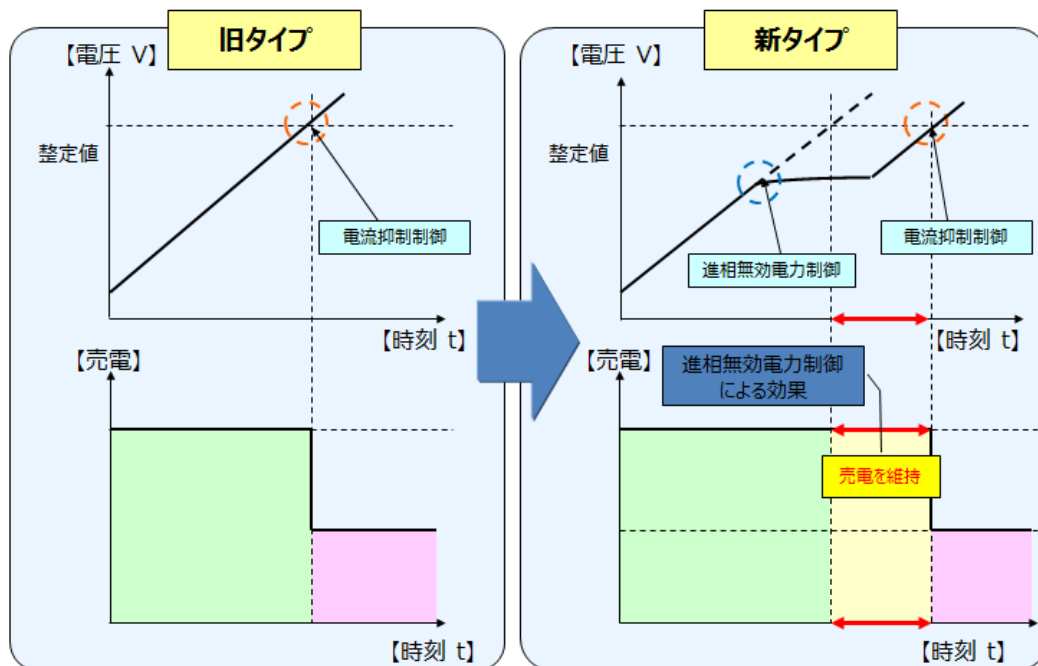 旧タイプ
【電圧 V】
整定値
電流抑制制御
【時刻 t】
【売電】
【時刻 t】
新タイプ
【電圧 V】
整定値
進相無効電力制御
電流抑制制御
【時刻 t】
【売電】
進相無効電力制御
による効果
売電を維持
【時刻 t】